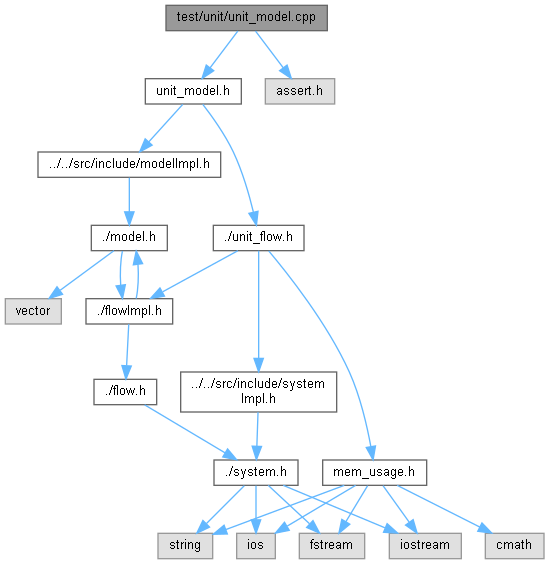 test/unit/unit_model.cpp
unit_model.h
assert.h
../../src/include/modelImpl.h
./model.h
./unit_flow.h
vector
./flowImpl.h
./flow.h
../../src/include/system
Impl.h
./system.h
mem_usage.h
string
ios
fstream
iostream
cmath